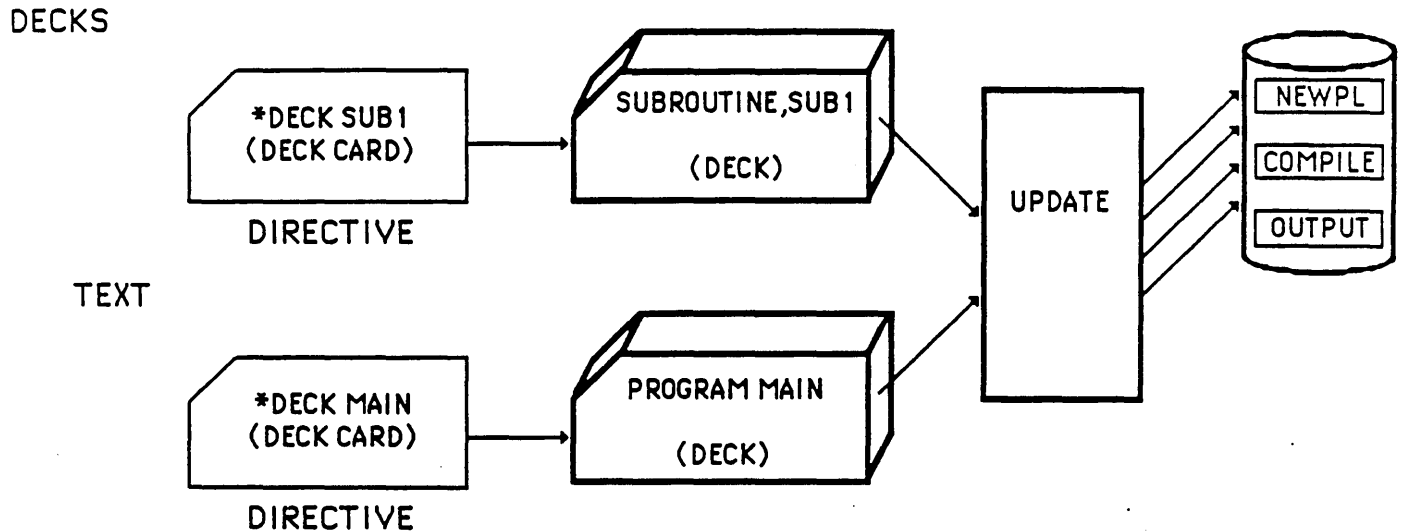 DECKS
*DECK SUB1
(DECK CARD)
DIRECTIVE
SUBROUTINE,SUB1
(DECK)
UPDATE
NEWPL
COMPILE
OUTPUT
TEXT
*DECK MAIN
(DECK CARD)
DIRECTIVE
PROGRAM MAIN
(DECK)